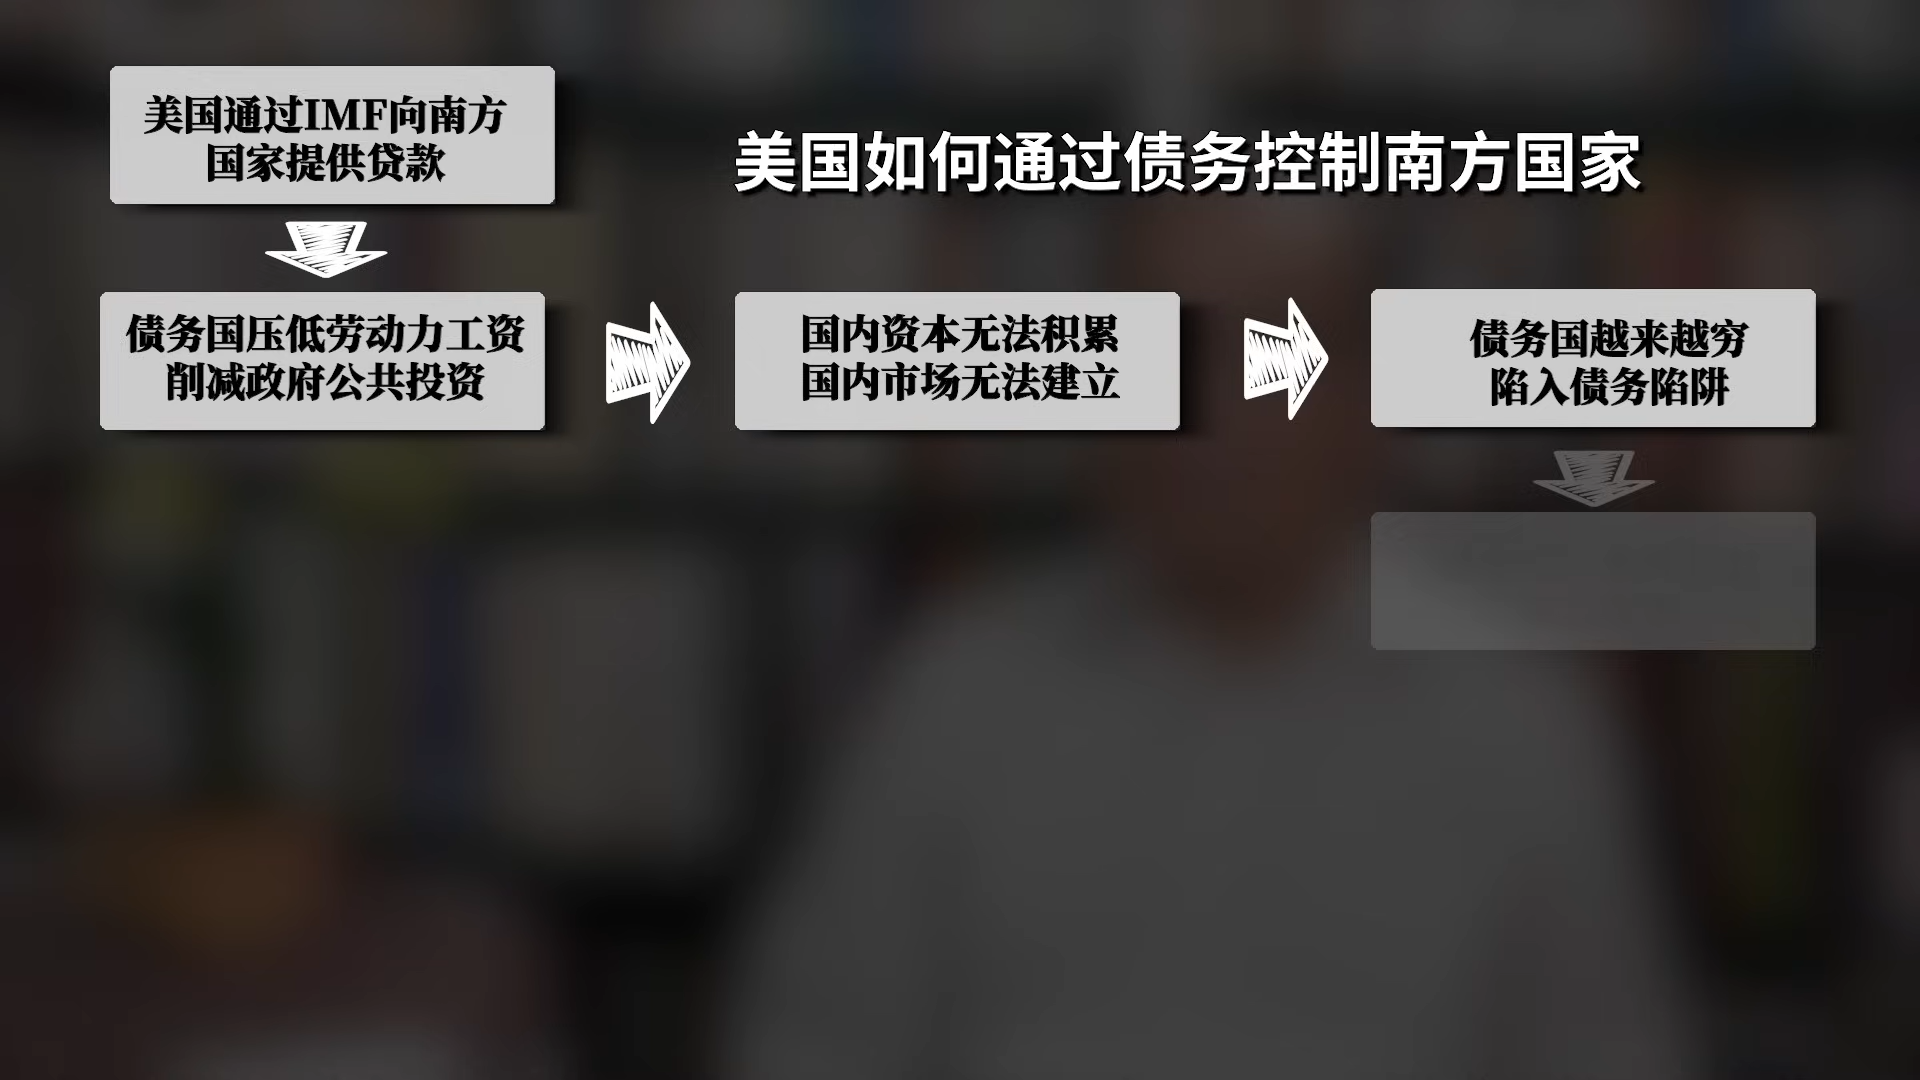 美国通过IMF向南方
国家提供贷款
美国如何通过债务控制南方国家
债务国压低劳动力工资
削减政府公共投资
国内资本无法积累
国内市场无法建立
债务国越来越穷
陷入债务陷阱